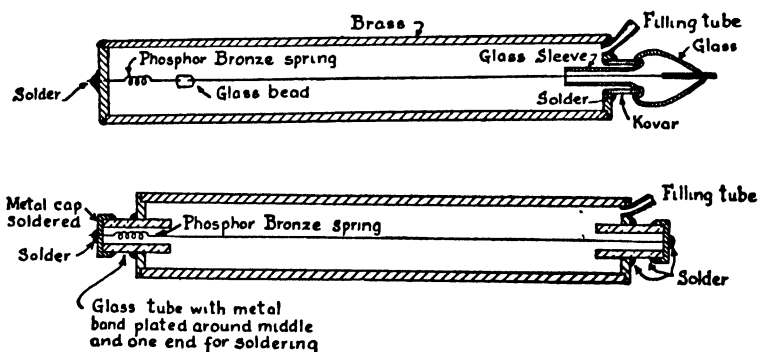 Brass
Filling tube
Phosphor Bronze spring
Glass Sleeve
Glass
Solder
Glass bead
Solder
Kovar
Metal cap
soldered
Filling tube
Phosphor Bronze spring
Solder
Solder
Glass tube with metal
band plated around middle
and one end for soldering